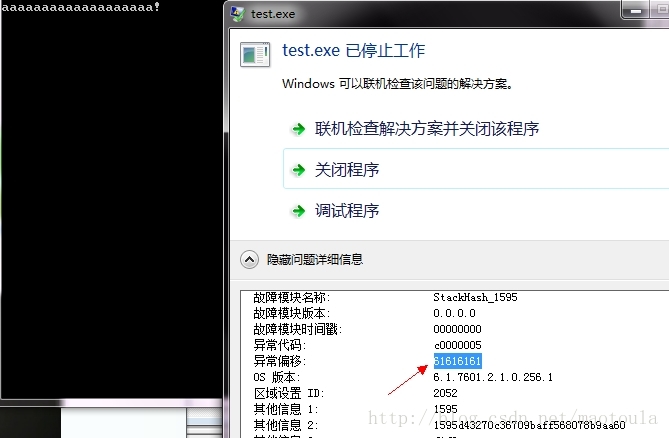 aaaaaaaaaaaaaaaaaaa!
test.exe
test.exe 已停止工作
Windows 可以联机检查该问题的解决方案。
联机检查解决方案并关闭该程序
关闭程序
调试程序
隐藏问题详细信息
故障模块名称: StackHash_1595
故障模块版本: 0.0.0.0
故障模块时间戳: 00000000
异常代码: c0000005
异常偏移: 61616161
OS 版本: 6.1.7601.2.1.0.256.1
区域设置 ID: 2052
其他信息 1: 1595
其他信息 2: 1595d43270c36709baff568078b9aa60
http://blog.csdn.net/maotoula